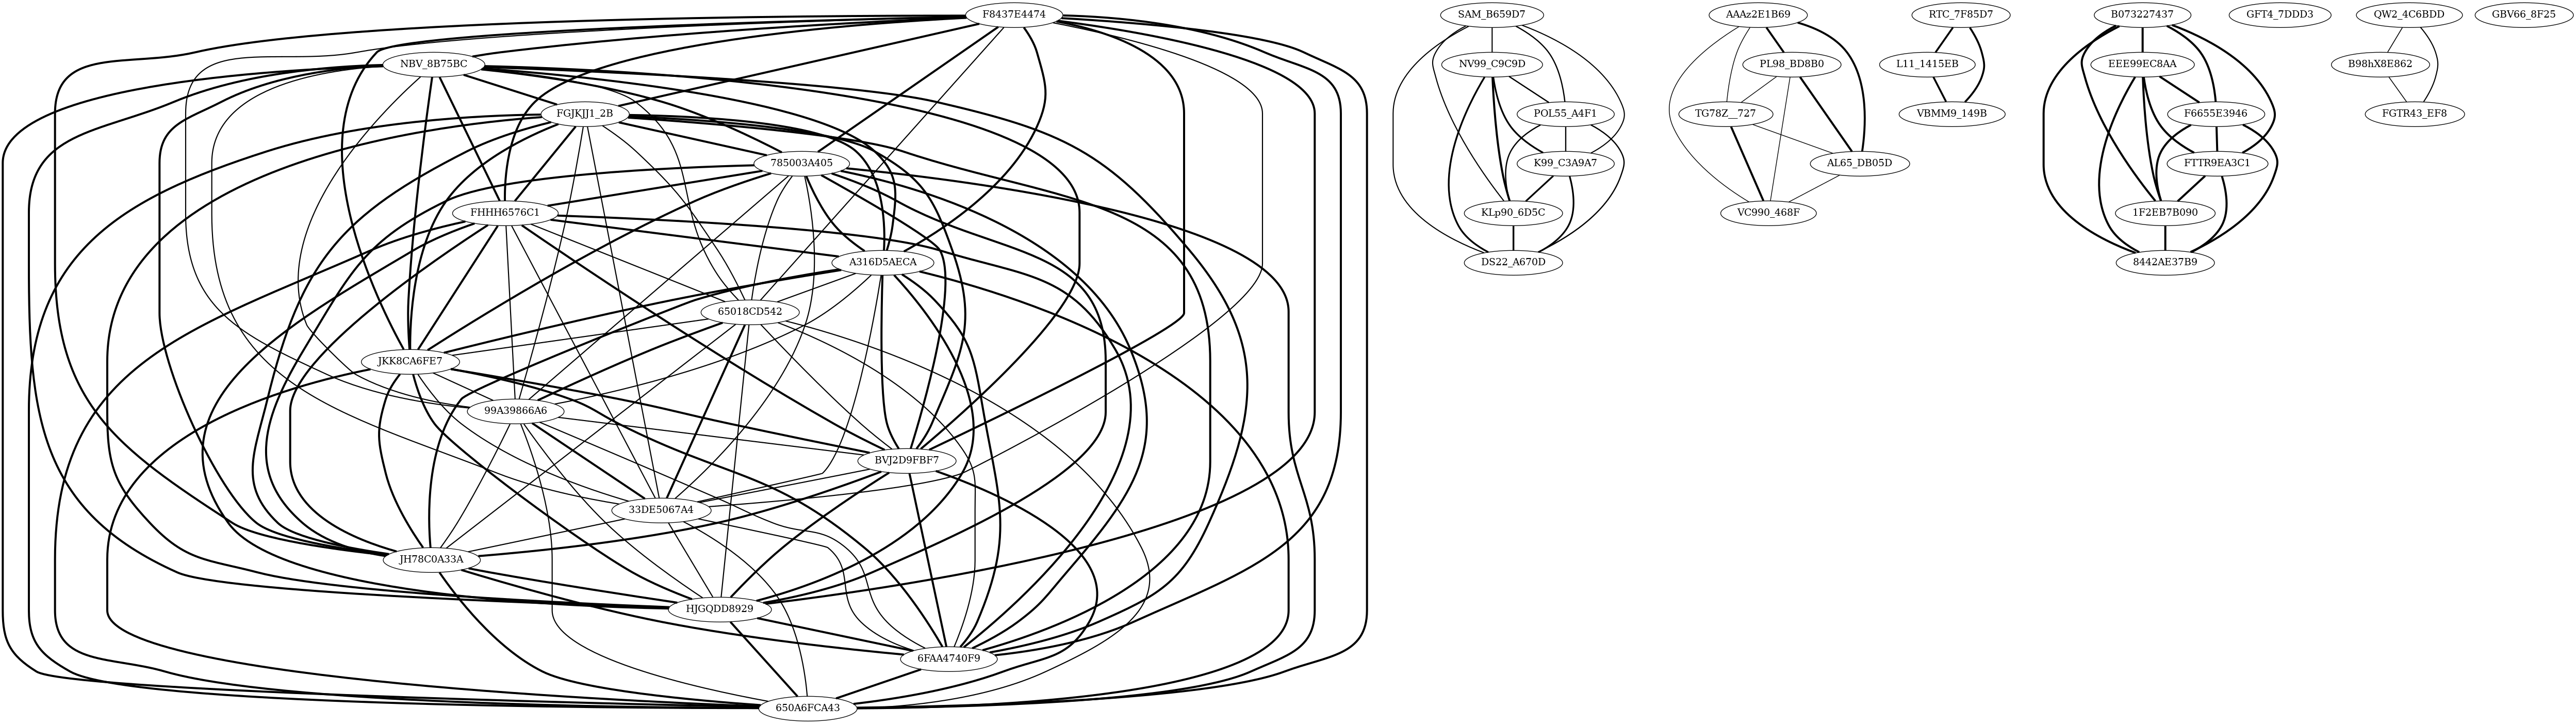 F8437E4474
NBV_8B75BC
FGJKJJ1_2B
785003A405
FHHH6576C1
A316D5AECA
65018CD542
JKK8CA6FE7
99A39866A6
BVJ2D9FBF7
33DE5067A4
JH78C0A33A
HJGQDD8929
6FAA4740F9
650A6FCA43
SAM_B659D7
NV99_C9C9D
POL55_A4F1
K99_C3A9A7
KLp90_6D5C
DS22_A670D
AAAz2E1B69
PL98_BD8B0
TG78Z__727
AL65_DB05D
VC990_468F
RTC_7F85D7
L11_1415EB
VBMM9_149B
B073227437
EEE99EC8AA
F6655E3946
FTTR9EA3C1
1F2EB7B090
8442AE37B9
GFT4_7DDD3
QW2_4C6BDD
B98hX8E862
FGTR43_EF8
GBV66_8F25